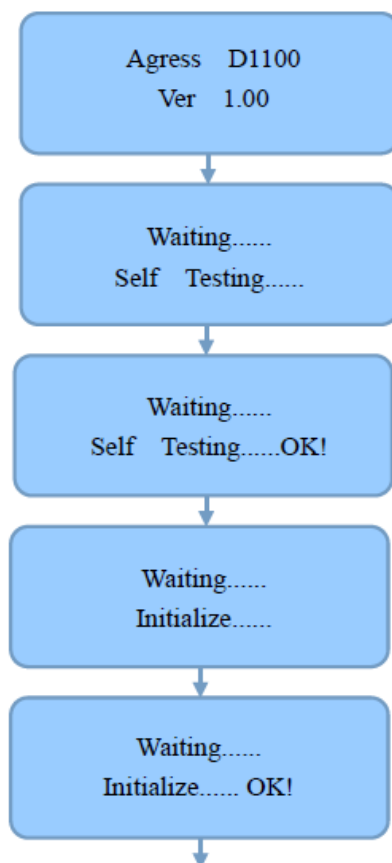 Agress D1100
Ver 1.00
Waiting......
Self Testing......
Waiting......
Self Testing......OK!
Waiting......
Initialize......
Waiting......
Initialize...... OK!